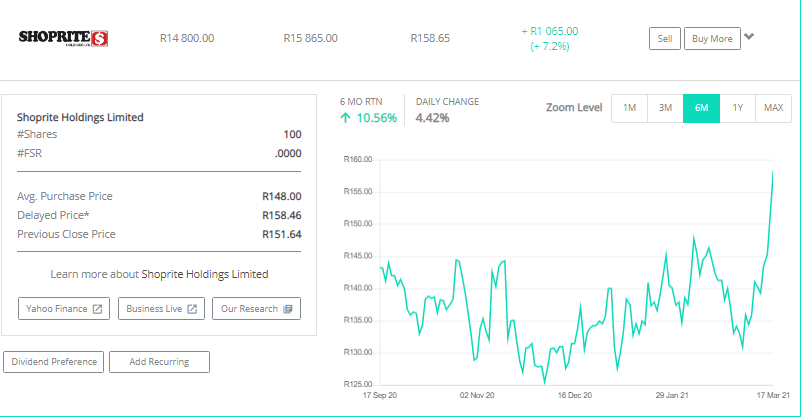 SHOPRITE
HOLDINGS LTD
R14 800.00
R15 865.00
R158.65
+ R1 065.00
(+ 7.2%)
Sell
Buy More
Shoprite Holdings Limited
#Shares 100
#FSR .0000
Avg. Purchase Price R148.00
Delayed Price* R158.46
Previous Close Price R151.64
Learn more about Shoprite Holdings Limited
Yahoo Finance
Business Live
Our Research
Dividend Preference
Add Recurring
6 MO RTN
10.56%
DAILY CHANGE
4.42%
Zoom Level
1M
3M
6M
1Y
MAX
R160.00
R155.00
R150.00
R145.00
R140.00
R135.00
R130.00
R125.00
17 Sep 20
02 Nov 20
16 Dec 20
29 Jan 21
17 Mar 21